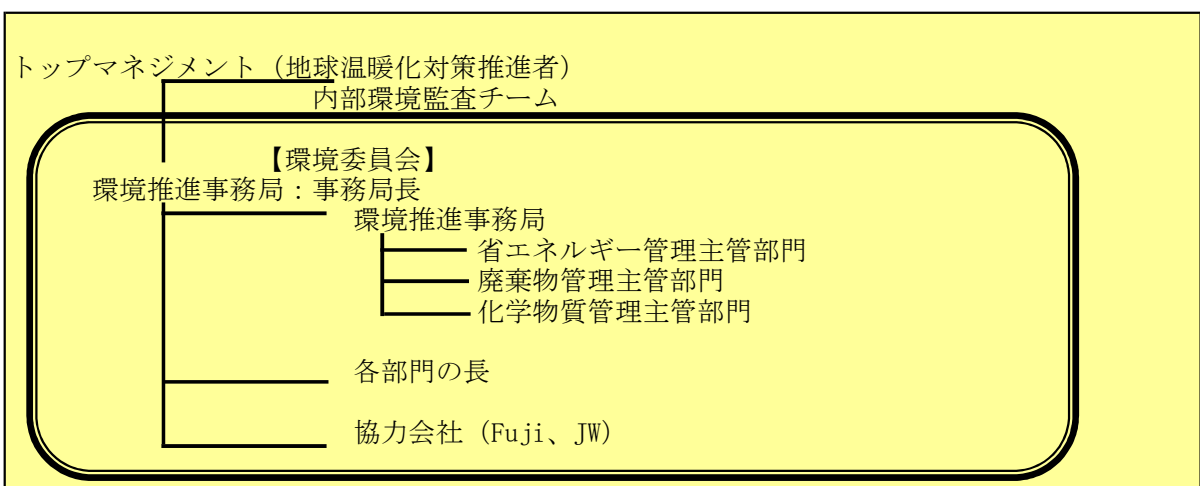 トップマネジメント（地球温暖化対策推進者）
内部環境監査チーム
【環境委員会】
環境推進事務局：事務局長
環境推進事務局
省エネルギー管理主管部門
廃棄物管理主管部門
化学物質管理主管部門
各部門の長
協力会社（Fuji、JW）